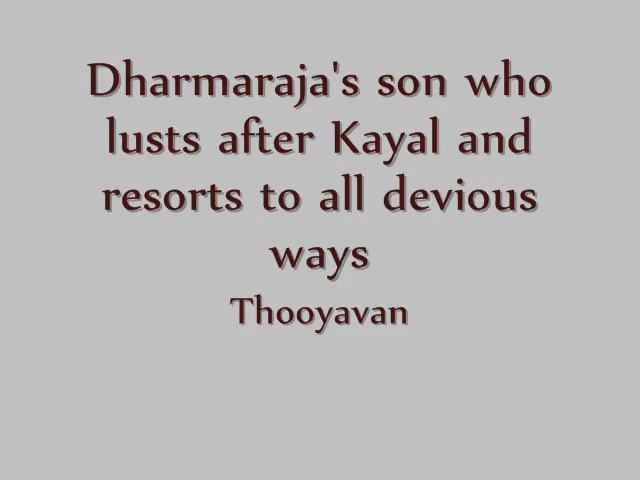 Dharmaraja's son who
lusts after Kayal and
resorts to all devious
ways
Thooyavan